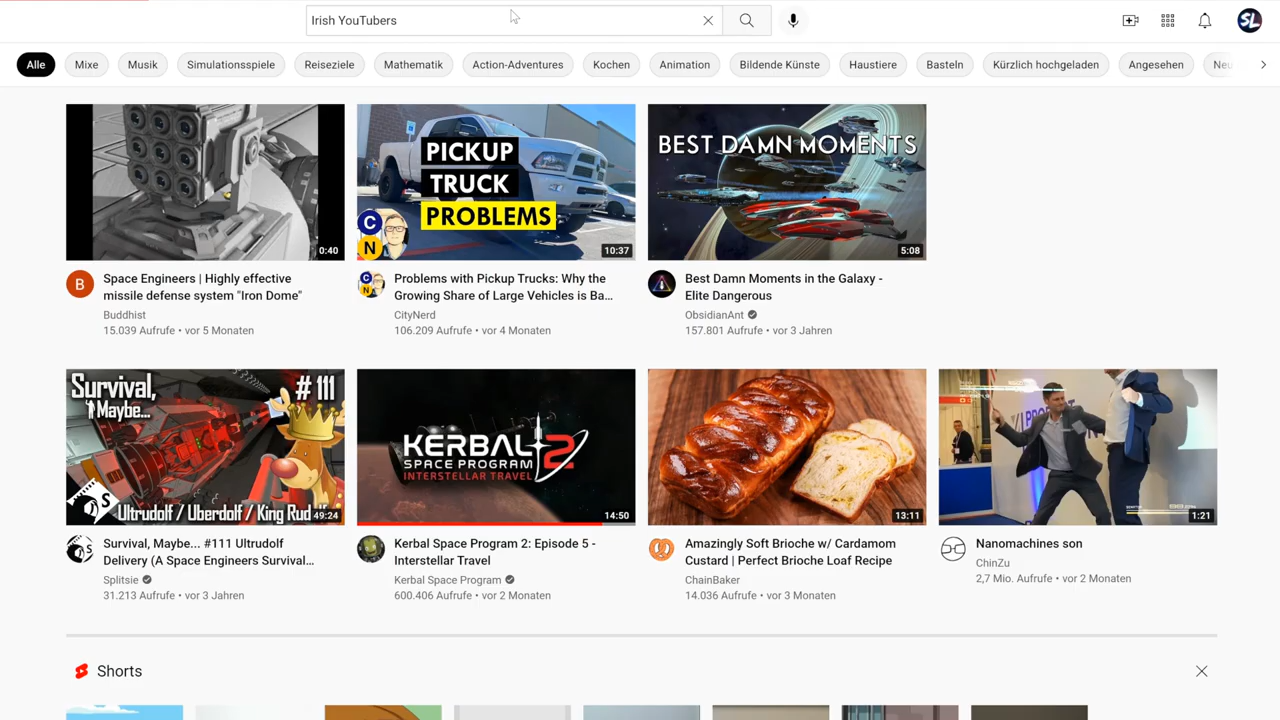 Irish YouTubers
SL
Alle
Mixe
Musik
Simulationsspiele
Reiseziele
Mathematik
Action-Adventures
Kochen
Animation
Bildende Künste
Haustiere
Basteln
Kürzlich hochgeladen
Angesehen
0:40
PICKUP
TRUCK
PROBLEMS
C
N
10:37
BEST DAMN MOMENTS
5:08
B
Space Engineers | Highly effective
missile defense system "Iron Dome"
Buddhist
15.039 Aufrufe • vor 5 Monaten
C
N
Problems with Pickup Trucks: Why the
Growing Share of Large Vehicles is Ba...
CityNerd
106.209 Aufrufe • vor 4 Monaten
Best Damn Moments in the Galaxy -
Elite Dangerous
ObsidianAnt
157.801 Aufrufe • vor 3 Jahren
Survival,
Maybe...
#111
S
Ultrudolf / Uberdolf / King Rud
49:24
KERBAL
SPACE PROGRAM 2
INTERSTELLAR TRAVEL
14:50
13:11
1:21
Survival, Maybe... #111 Ultrudolf
Delivery (A Space Engineers Survival...
Splitsie
31.213 Aufrufe • vor 3 Jahren
Kerbal Space Program 2: Episode 5 -
Interstellar Travel
Kerbal Space Program
600.406 Aufrufe • vor 2 Monaten
Amazingly Soft Brioche w/ Cardamom
Custard | Perfect Brioche Loaf Recipe
ChainBaker
14.036 Aufrufe • vor 3 Monaten
Nanomachines son
ChinZu
2,7 Mio. Aufrufe • vor 2 Monaten
Shorts